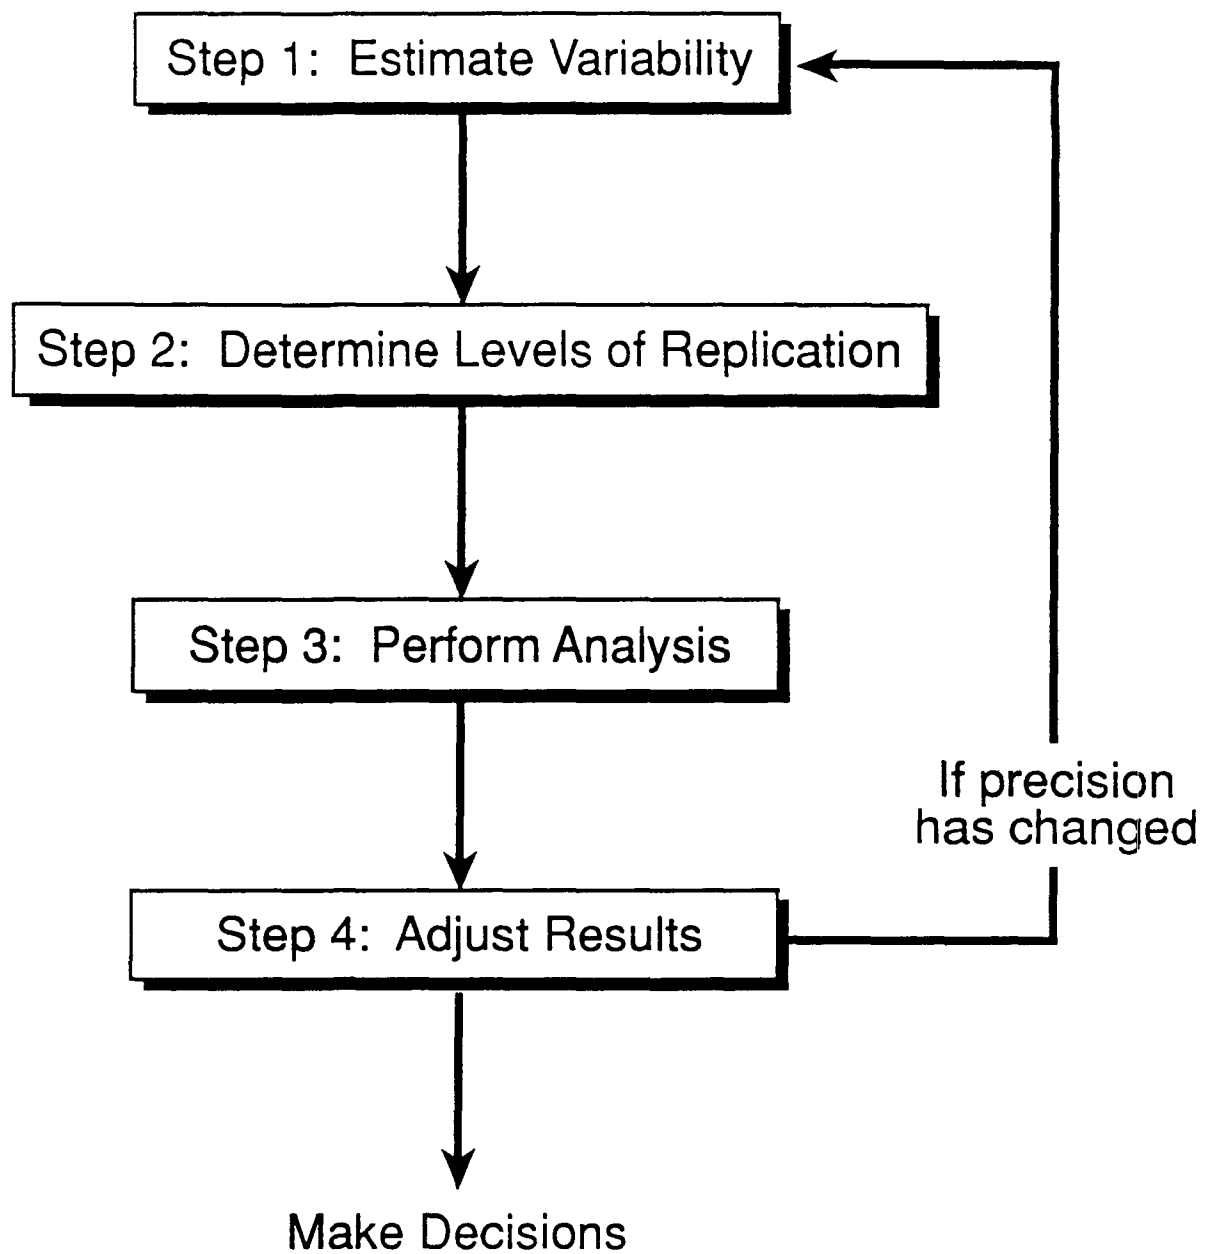 Step 1: Estimate Variability
Step 2: Determine Levels of Replication
Step 3: Perform Analysis
If precision
has changed
Step 4: Adjust Results
Make Decisions